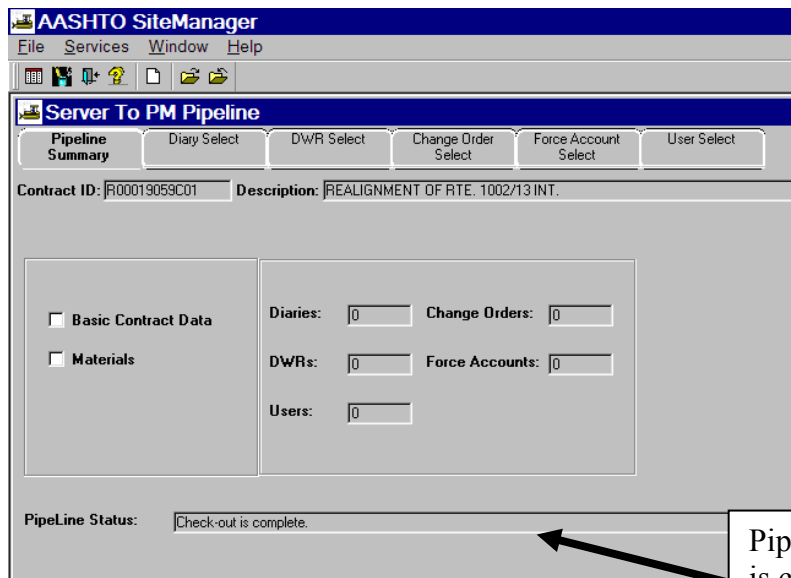 AASHTO SiteManager
File Services Window Help
Server To PM Pipeline
Pipeline Summary Diary Select DWR Select Change Order Select Force Account Select User Select
Contract ID: R00019059C01 Description: REALIGNMENT OF RTE. 1002/13 INT.
Basic Contract Data
Materials
Diaries: 0 Change Orders: 0
DWRs: 0 Force Accounts: 0
Users: 0
PipeLine Status: Check-out is complete.
Pip
is